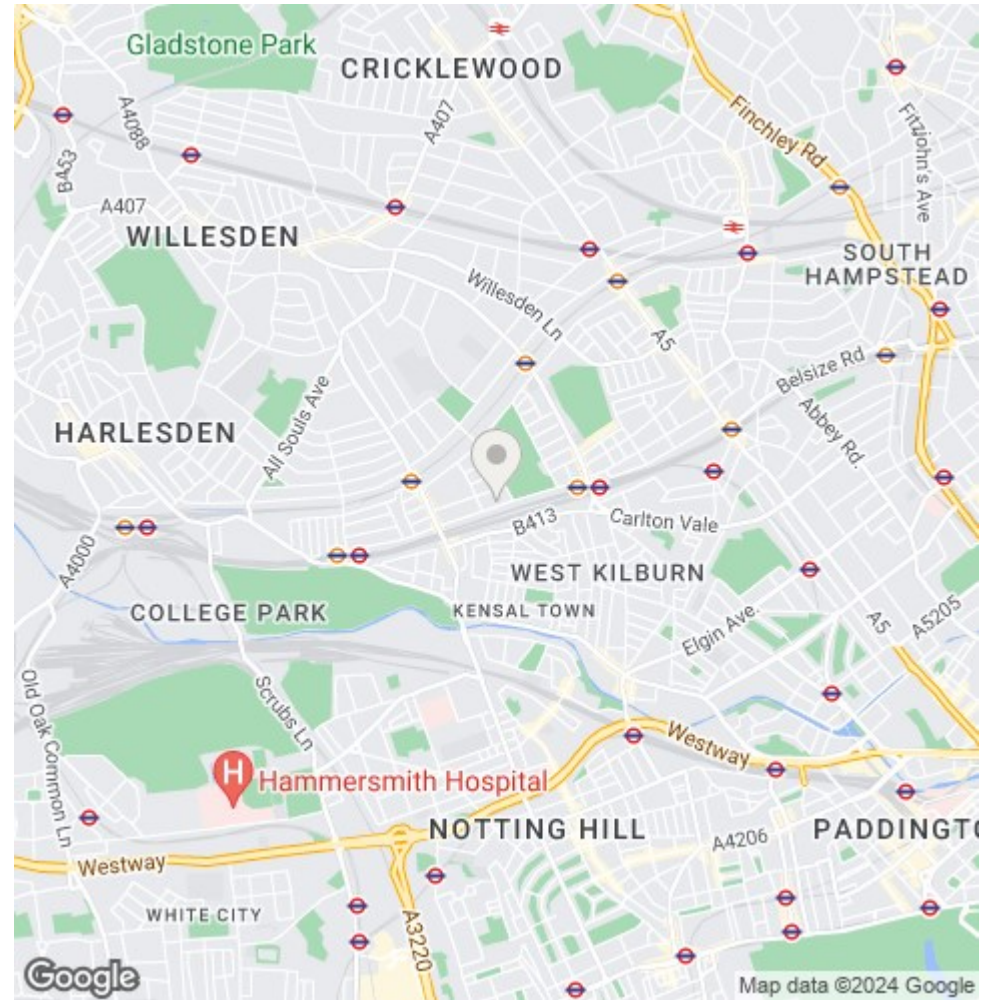 Gladstone Park
CRICKLEWOOD
A4088
A407
Finchley Rd
Fitzjohn's Ave
B453
A407
WILLESDEN
SOUTH
HAMPSTEAD
Willesden Ln
A5
Belsize Rd
All Souls Ave
Abbey Rd.
HARLESDEN
B413
Carlton Vale
A4000
WEST KILBURN
COLLEGE PARK
KENSAL TOWN
Elgin Ave.
A5
A5205
Old Oak Common Ln
Scrubs Ln
Westway
H
Hammersmith Hospital
NOTTING HILL
A4206
PADDINGTO
Westway
WHITE CITY
A3220
Google
Map data ©2024 Google